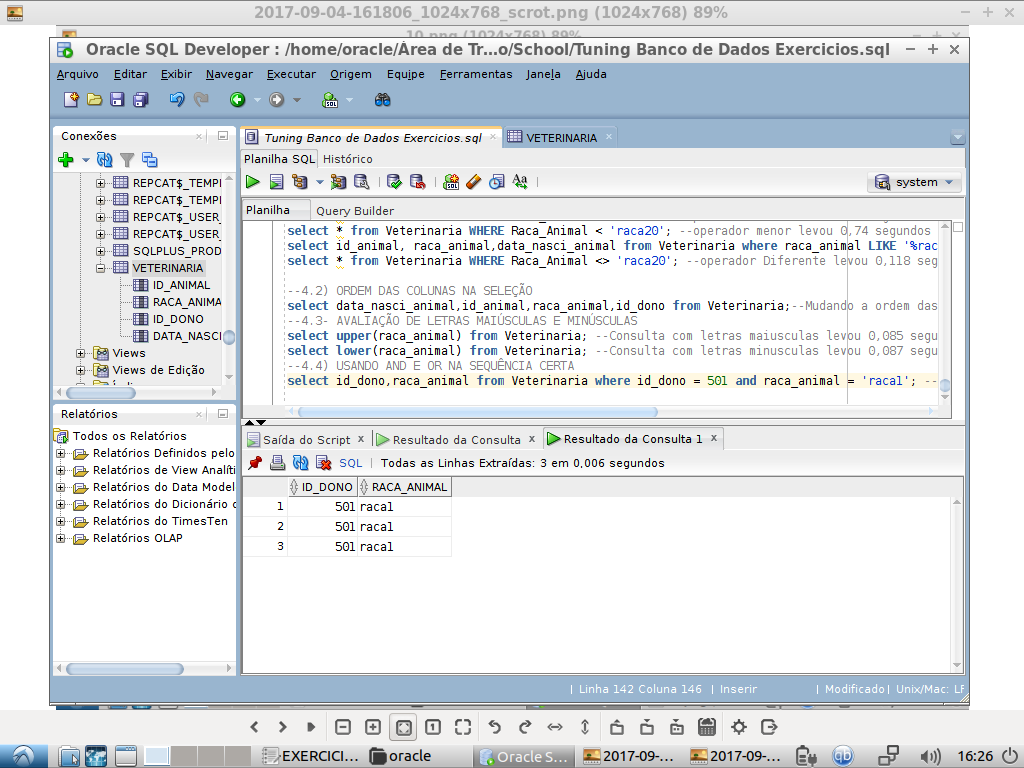 2017-09-04-161806_1024x768_scrot.png (1024x768) 89%
Oracle SQL Developer : /home/oracle/Área de Tr...o/School/Tuning Banco de Dados Exercicios.sql
Arquivo Editar Exibir Navegar Executar Origem Equipe Ferramentas Janela Ajuda
Conexões
REPCAT$_TEMPI
REPCAT$_TEMPI
REPCAT$_USER_
REPCAT$_USER_
SQLPLUS_PROD
VETERINARIA
ID_ANIMAL
RACA_ANIMA
ID_DONO
DATA_NASCI
Views
Views de Edição
Relatórios
Todos os Relatórios
Relatórios Definidos pelo
Relatórios de View Analíti
Relatórios do Data Model
Relatórios do Dicionário d
Relatórios do TimesTen
Relatórios OLAP
Tuning Banco de Dados Exercicios.sql
VETERINARIA
Planilha SQL Histórico
system
Planilha Query Builder
select * from Veterinaria WHERE Raca_Animal < 'raca20'; --operador menor levou 0,74 segundos
select id_animal, raca_animal,data_nasci_animal from Veterinaria where raca_animal LIKE '%rac
select * from Veterinaria WHERE Raca_Animal <> 'raca20'; --operador Diferente levou 0,118 seg
--4.2) ORDEM DAS COLUNAS NA SELEÇÃO
select data_nasci_animal,id_animal,raca_animal,id_dono from Veterinaria;--Mudando a ordem das
--4.3- AVALIAÇÃO DE LETRAS MAIÚSCULAS E MINÚSCULAS
select upper(raca_animal) from Veterinaria; --Consulta com letras maiusculas levou 0,085 segu
select lower(raca_animal) from Veterinaria; --Consulta com letras minusculas levou 0,087 segu
--4.4) USANDO AND E OR NA SEQUÊNCIA CERTA
select id_dono,raca_animal from Veterinaria where id_dono = 501 and raca_animal = 'raca1'; --
Saída do Script x Resultado da Consulta x Resultado da Consulta 1 x
SQL | Todas as Linhas Extraídas: 3 em 0,006 segundos
ID_DONO RACA_ANIMAL
1 501 raca1
2 501 raca1
3 501 raca1
| Linha 142 Coluna 146 | Inserir | Modificado | Unix/Mac: LF
EXERCICI... oracle Oracle S... 2017-09-... 2017-09-... qb 16:26